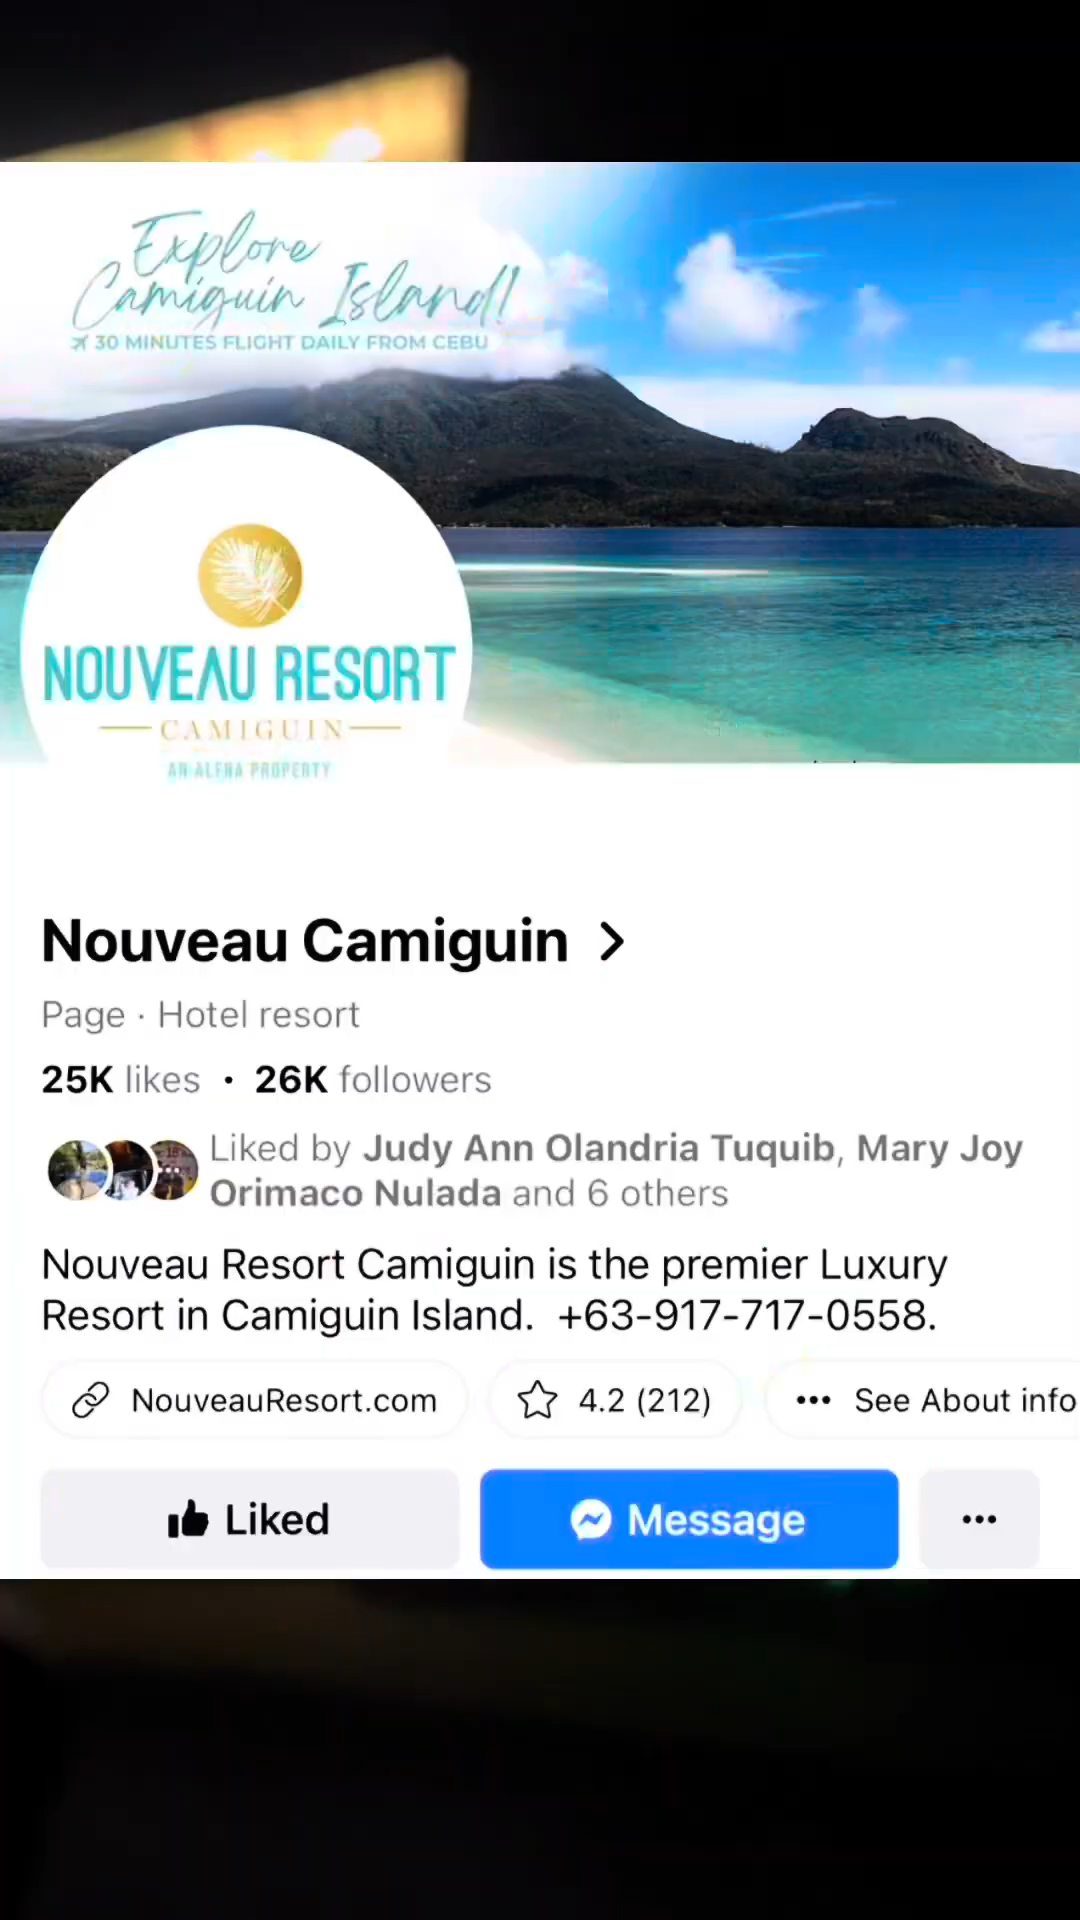 Explore
Camiguin Island!
30 MINUTES FLIGHT DAILY FROM CEBU
NOUVEAU RESORT
CAMIGUIN
AN ALFRA PROPERTY
Nouveau Camiguin
Page · Hotel resort
25K likes · 26K followers
Liked by Judy Ann Olandria Tuquib, Mary Joy
Orimaco Nulada and 6 others
Nouveau Resort Camiguin is the premier Luxury
Resort in Camiguin Island. +63-917-717-0558.
NouveauResort.com 4.2 (212) ••• See About info
Liked Message •••